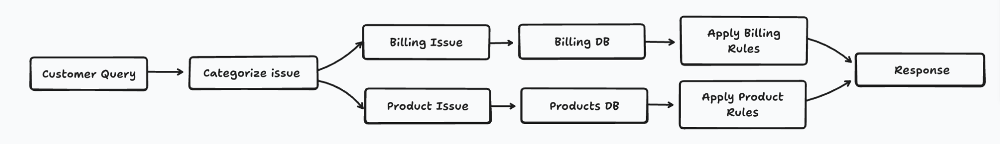 Customer Query
Categorize issue
Billing Issue
Billing DB
Apply Billing
Rules
Product Issue
Products DB
Apply Product
Rules
Response